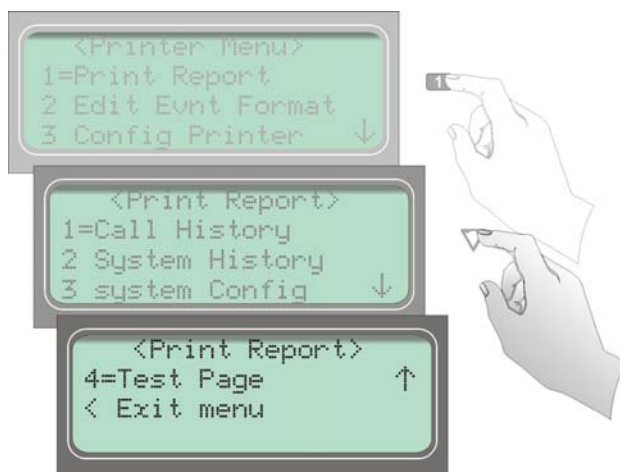 <Printer Menu>
1=Print Report
2 Edit Evnt Format
3 Config Printer ↓
1
<Print Report>
1=Call History
2 System History
3 system Config ↓
<Print Report>
4=Test Page ↑
< Exit menu